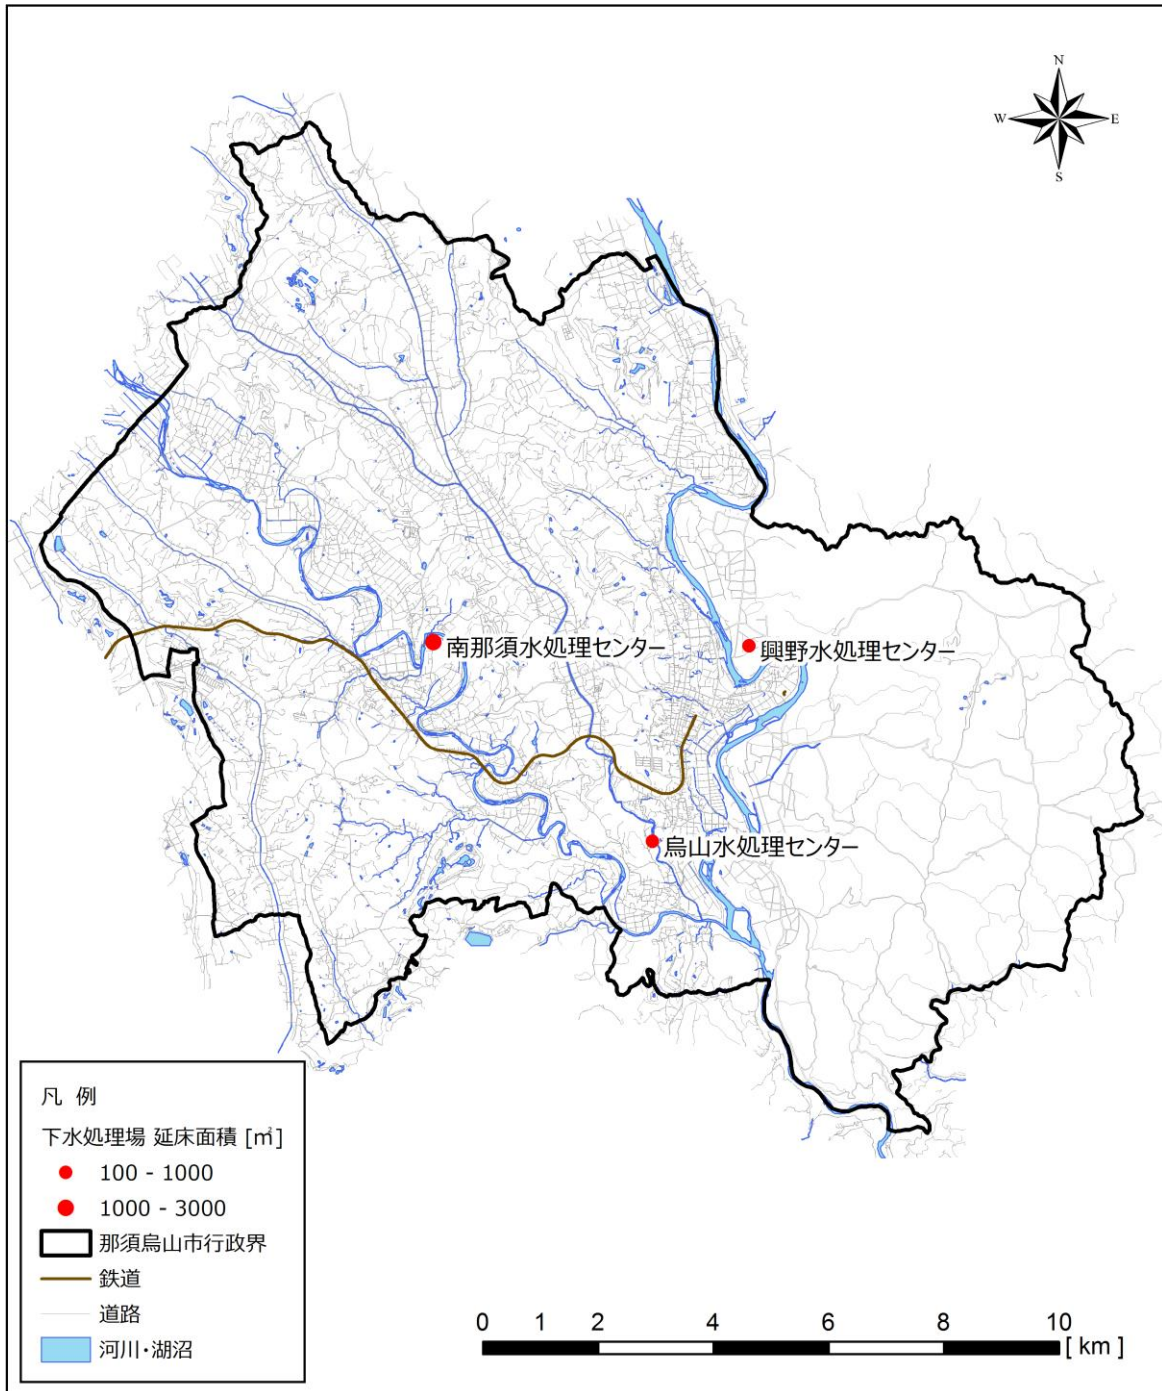 N
W E
S
南那須水処理センター
興野水処理センター
烏山水処理センター
凡 例
下水処理場 延床面積 [㎡]
100 - 1000
1000 - 3000
那須烏山市行政界
鉄道
道路
河川・湖沼
0 1 2 4 6 8 10
[ km ]